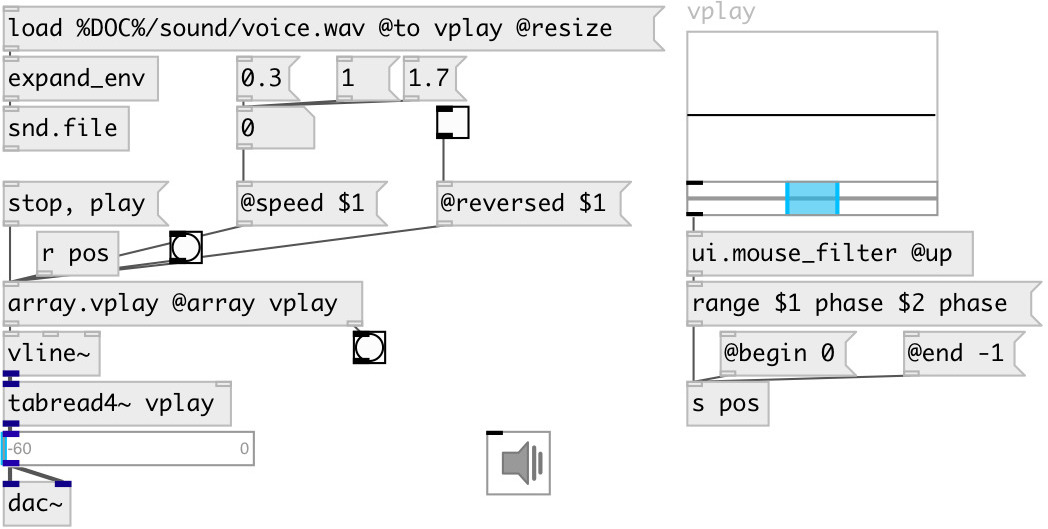 vplay
load %DOC%/sound/voice.wav @to vplay @resize
expand_env
0.3
1
1.7
snd.file
0
stop, play
@speed $1
@reversed $1
r pos
ui.mouse_filter @up
array.vplay @array vplay
range $1 phase $2 phase
vline~
@begin 0
@end -1
tabread4~ vplay
s pos
-60
0
dac~